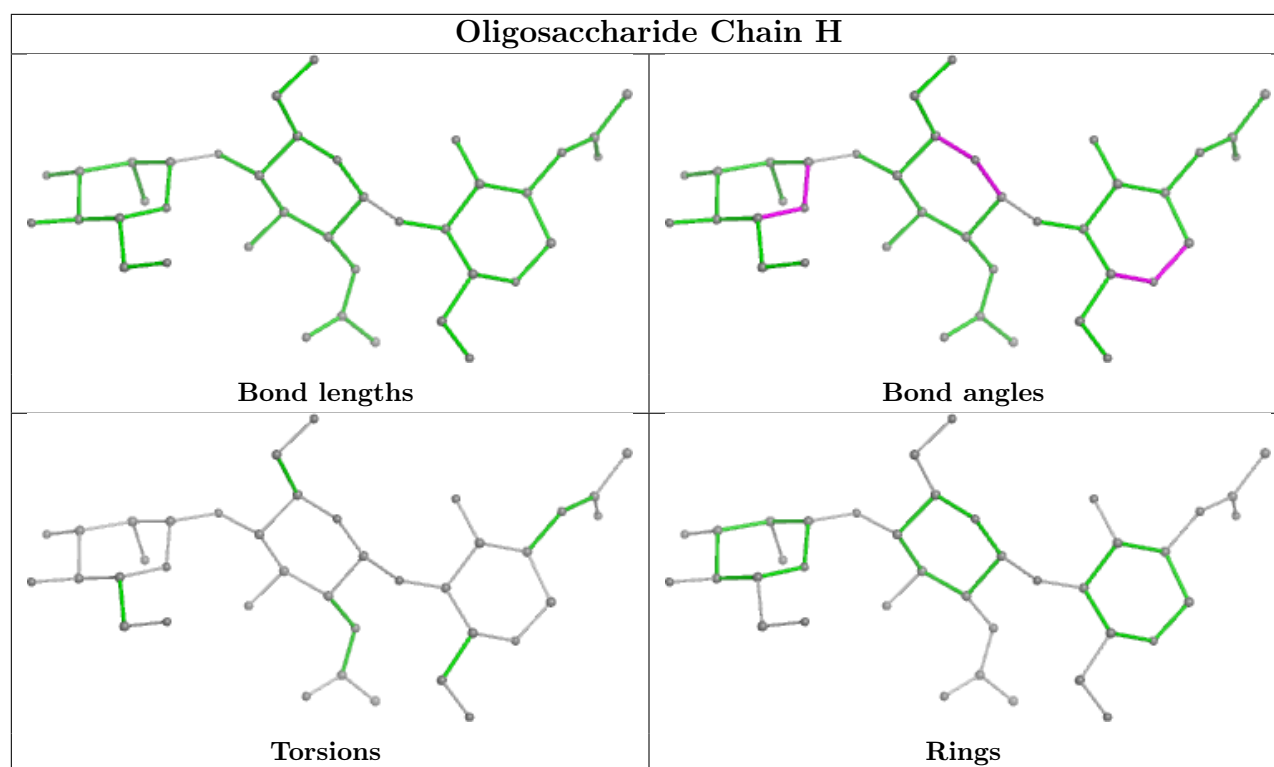 Oligosaccharide Chain H
Bond lengths
Bond angles
Torsions
Rings